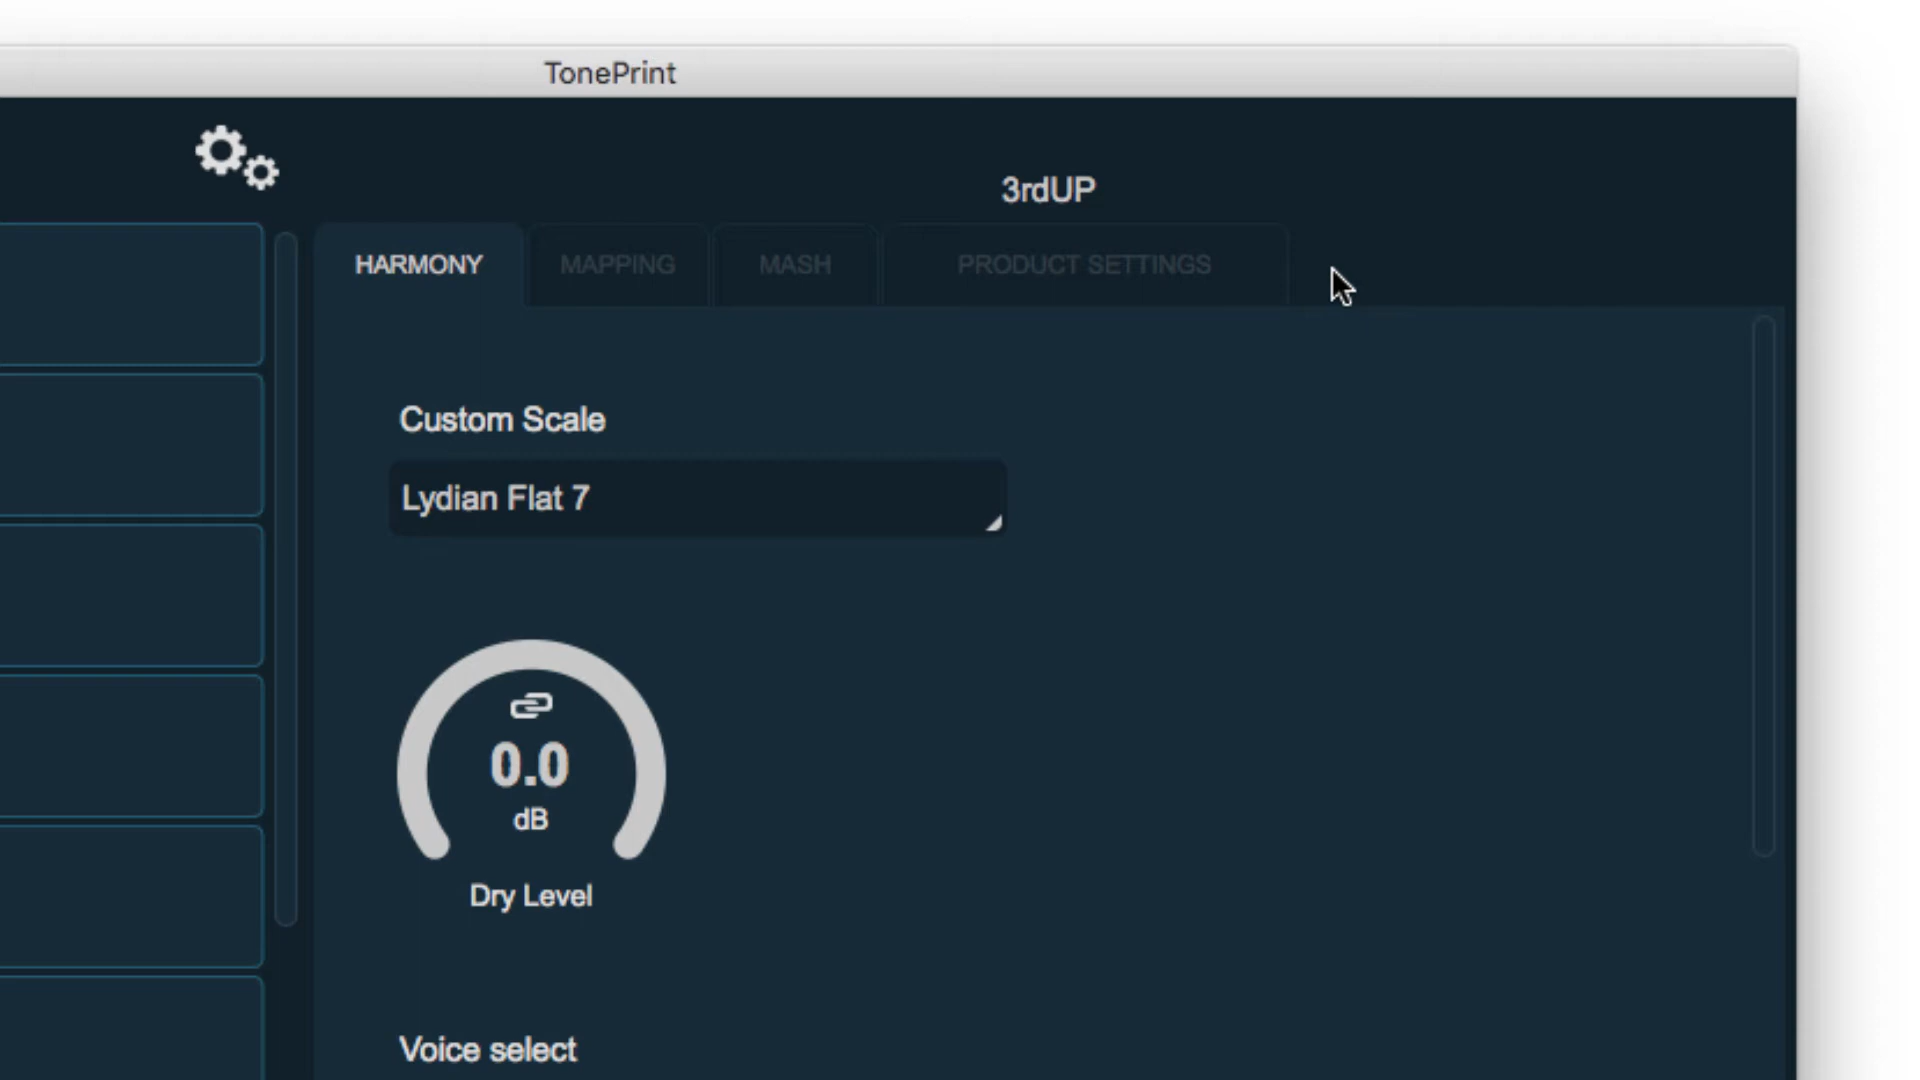 TonePrint
3rdUP
HARMONY MAPPING MASH PRODUCT SETTINGS
Custom Scale
Lydian Flat 7
0.0
dB
Dry Level
Voice select